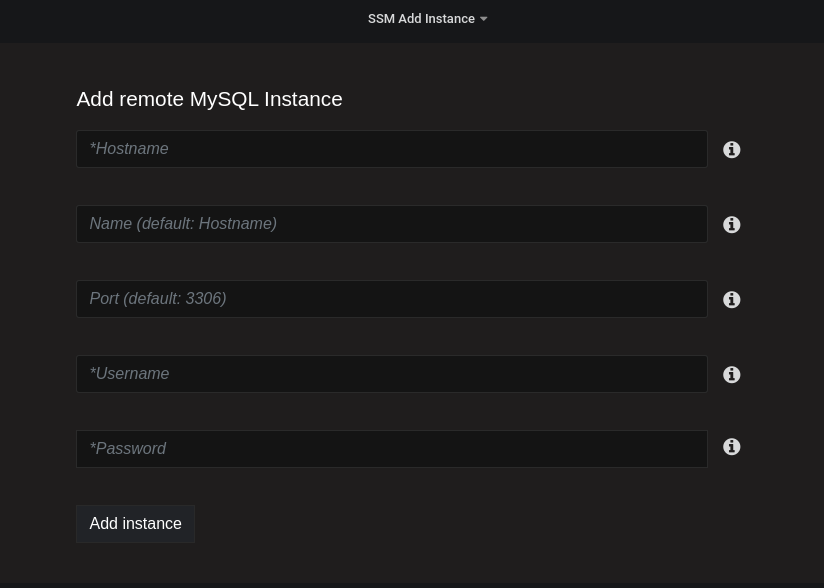 SSM Add Instance
Add remote MySQL Instance
*Hostname
Name (default: Hostname)
Port (default: 3306)
*Username
*Password
Add instance